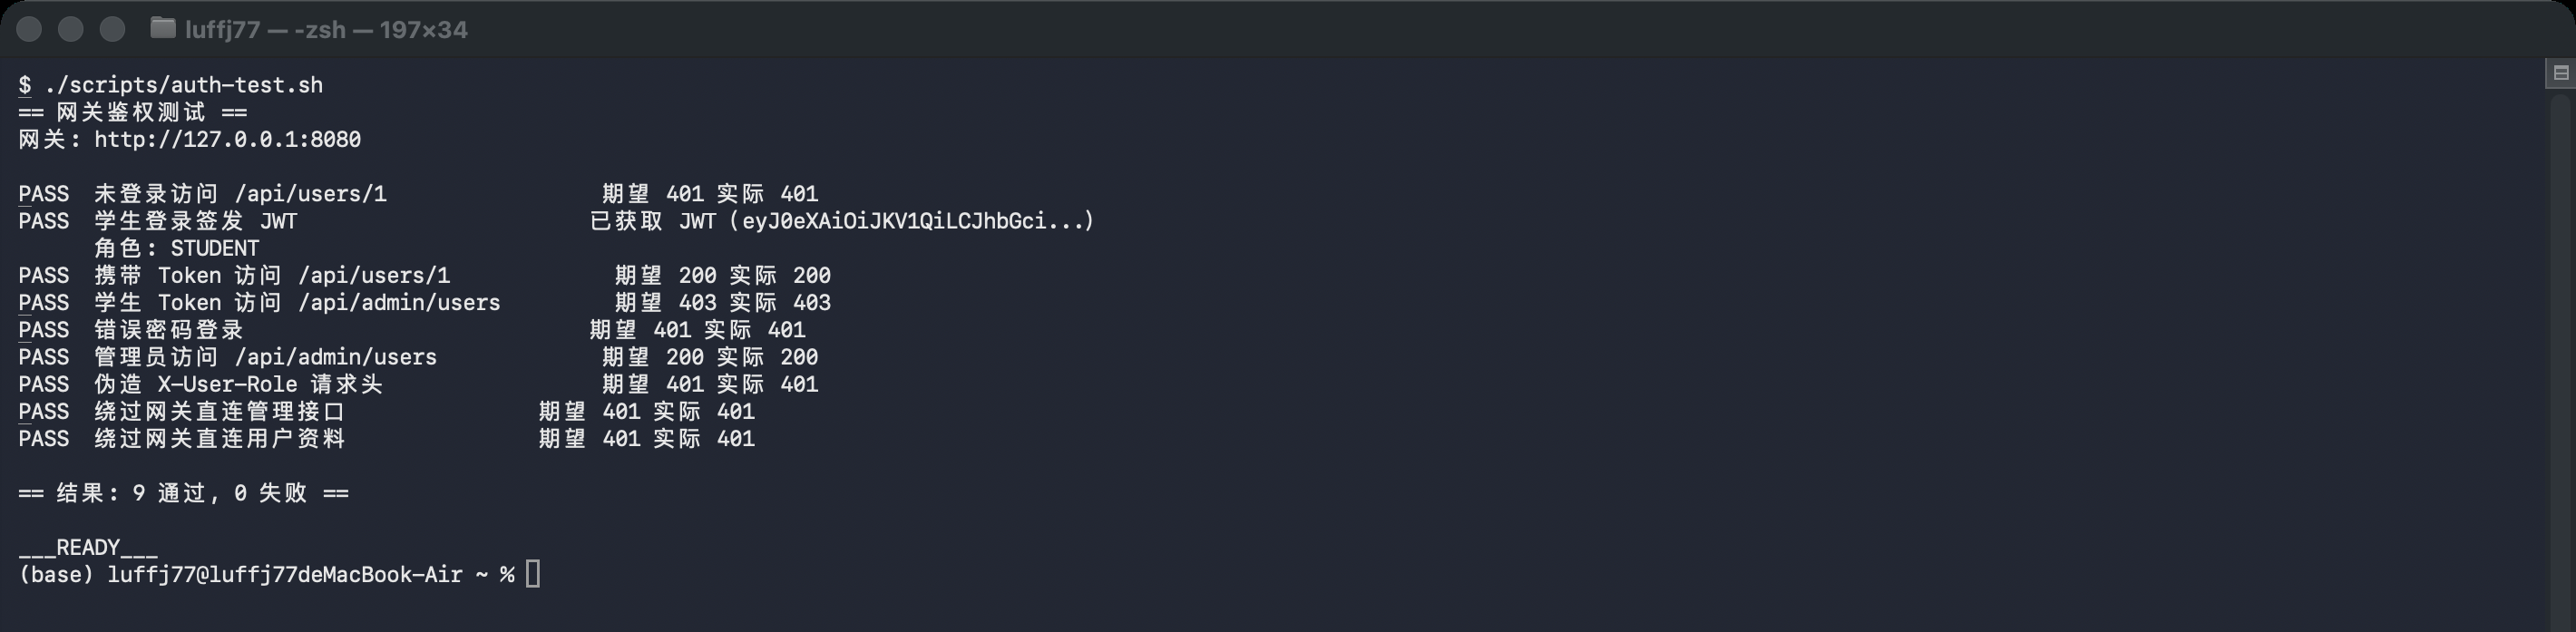 luffj77 — -zsh — 197×34
$ ./scripts/auth-test.sh
== 网关鉴权测试 ==
网关: http://127.0.0.1:8080
PASS 未登录访问 /api/users/1 期望 401 实际 401
PASS 学生登录签发 JWT 已获取 JWT（eyJ0eXAiOiJKV1QiLCJhbGci...）
角色: STUDENT
PASS 携带 Token 访问 /api/users/1 期望 200 实际 200
PASS 学生 Token 访问 /api/admin/users 期望 403 实际 403
PASS 错误密码登录 期望 401 实际 401
PASS 管理员访问 /api/admin/users 期望 200 实际 200
PASS 伪造 X-User-Role 请求头 期望 401 实际 401
PASS 绕过网关直连管理接口 期望 401 实际 401
PASS 绕过网关直连用户资料 期望 401 实际 401
== 结果: 9 通过, 0 失败 ==
___READY___
(base) luffj77@luffj77deMacBook-Air ~ %